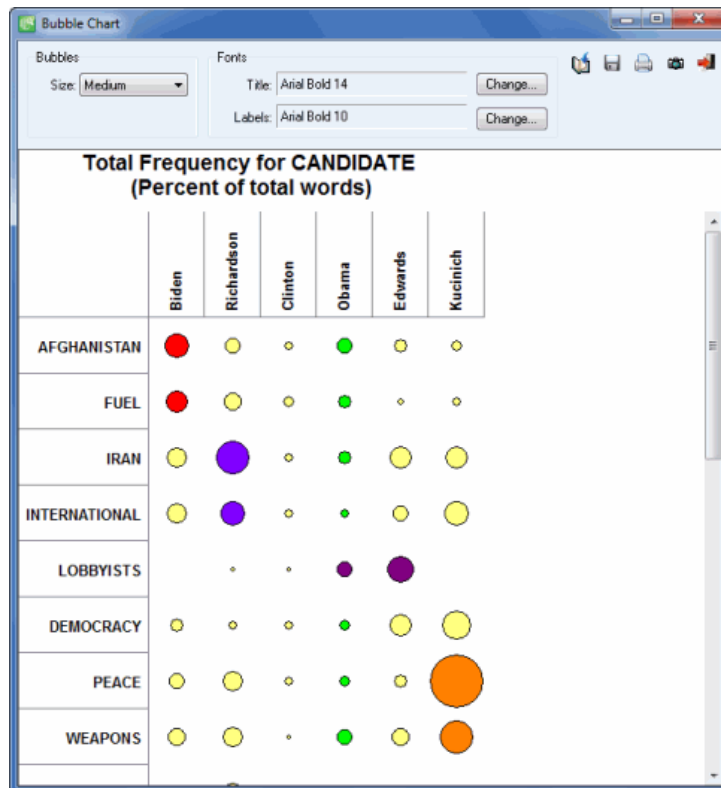 Bubble Chart
Bubbles
Size: Medium
Fonts
Title: Arial Bold 14
Change...
Labels: Arial Bold 10
Change...
Total Frequency for CANDIDATE
(Percent of total words)
Biden
Richardson
Clinton
Obama
Edwards
Kucinich
AFGHANISTAN
FUEL
IRAN
INTERNATIONAL
LOBBYISTS
DEMOCRACY
PEACE
WEAPONS